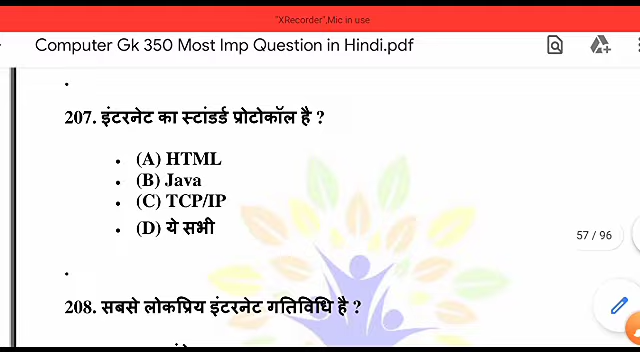 "XRecorder",Mic in use
Computer Gk 350 Most Imp Question in Hindi.pdf
207. इंटरनेट का स्टांडर्ड प्रोटोकॉल है ?
• (A) HTML
• (B) Java
• (C) TCP/IP
• (D) ये सभी
57 / 96
208. सबसे लोकप्रिय इंटरनेट गतिविधि है ?